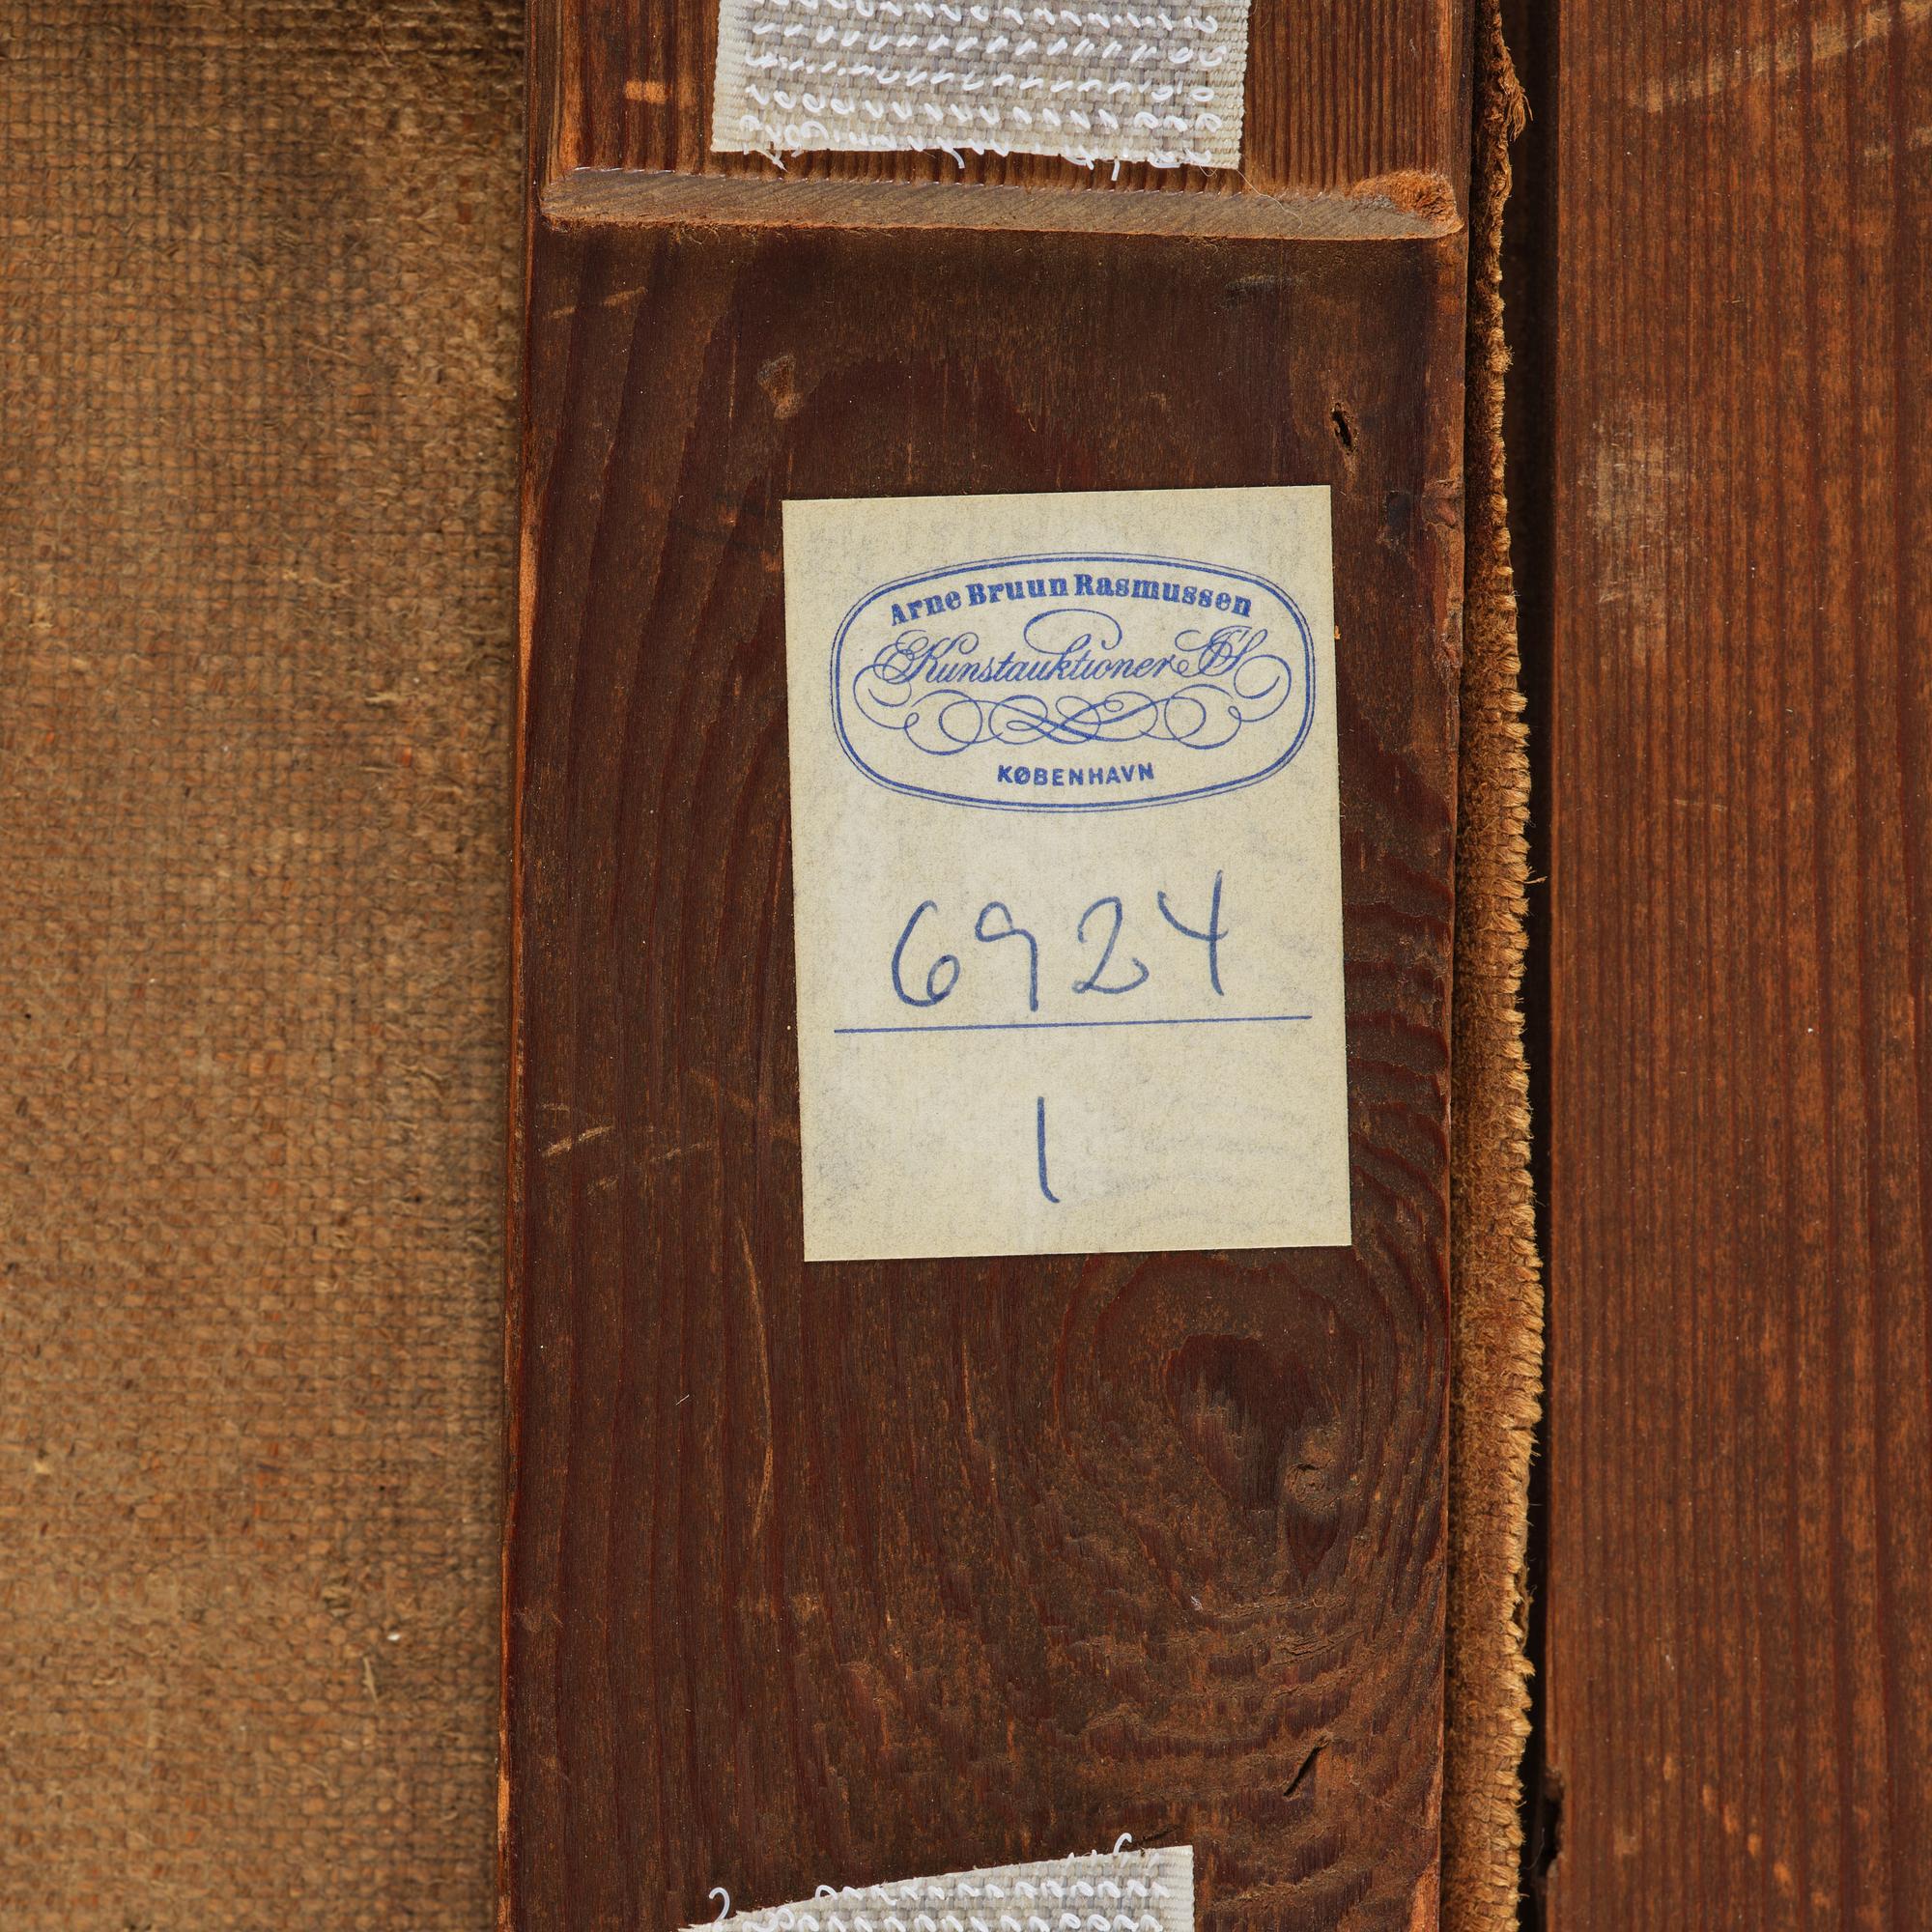 Arne Bruun Rasmussen
Kunstauktioner A/S
KØBENHAVN
6924
1